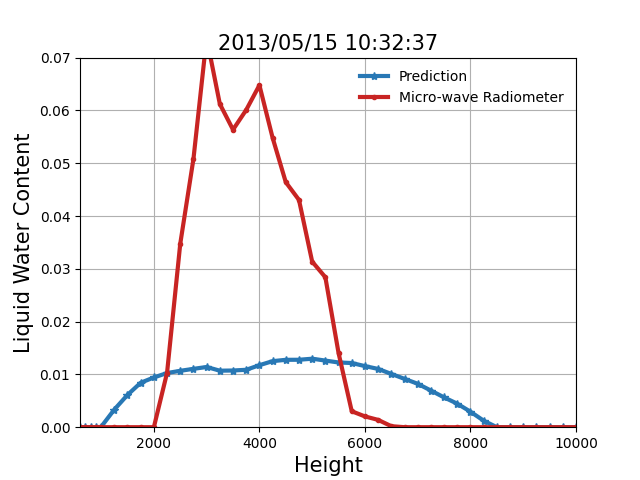 2013/05/15 10:32:37
0.07
0.06
0.05
0.04
0.03
0.02
0.01
0.00
Liquid Water Content
Prediction
Micro-wave Radiometer
2000 4000 6000 8000 10000
Height